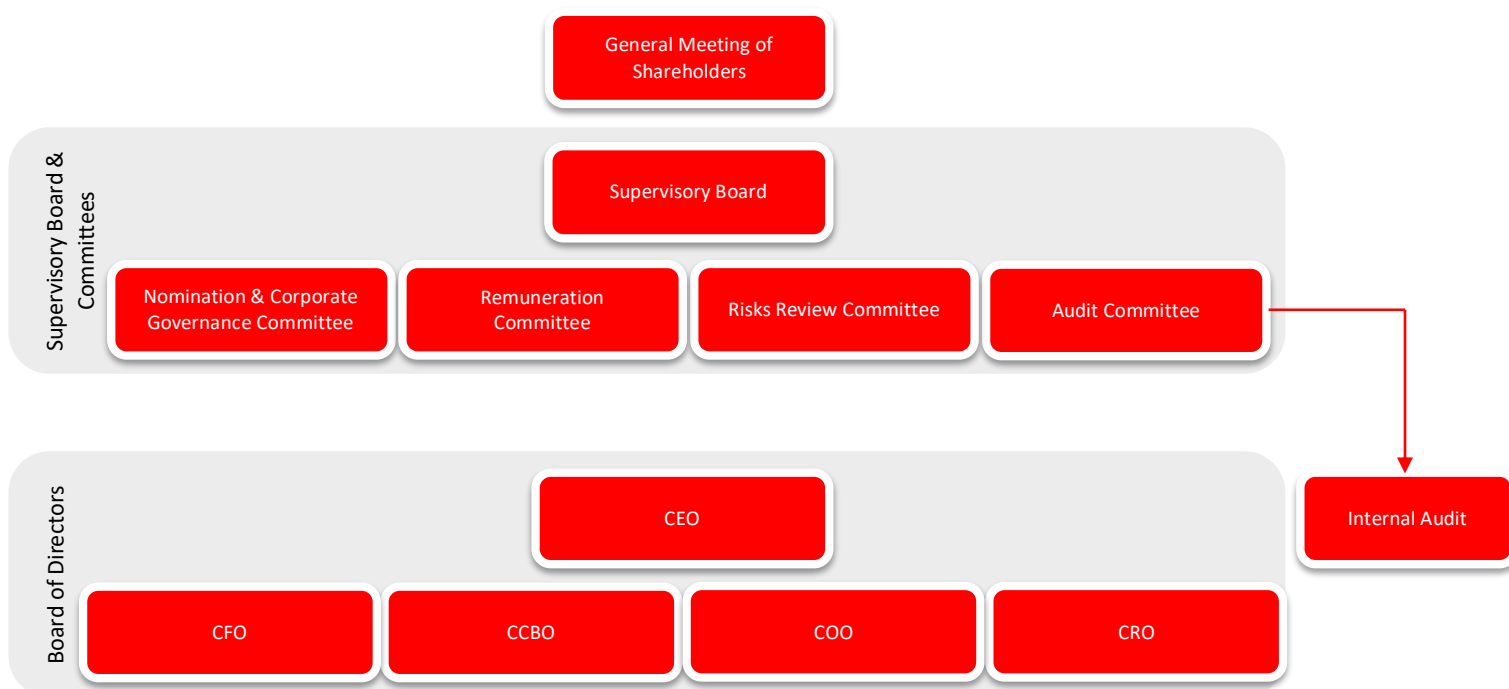 General Meeting of
Shareholders
Supervisory Board &
Committees
Supervisory Board
Nomination & Corporate
Governance Committee
Remuneration
Committee
Risks Review Committee
Audit Committee
Board of Directors
CEO
Internal Audit
CFO
CCBO
COO
CRO